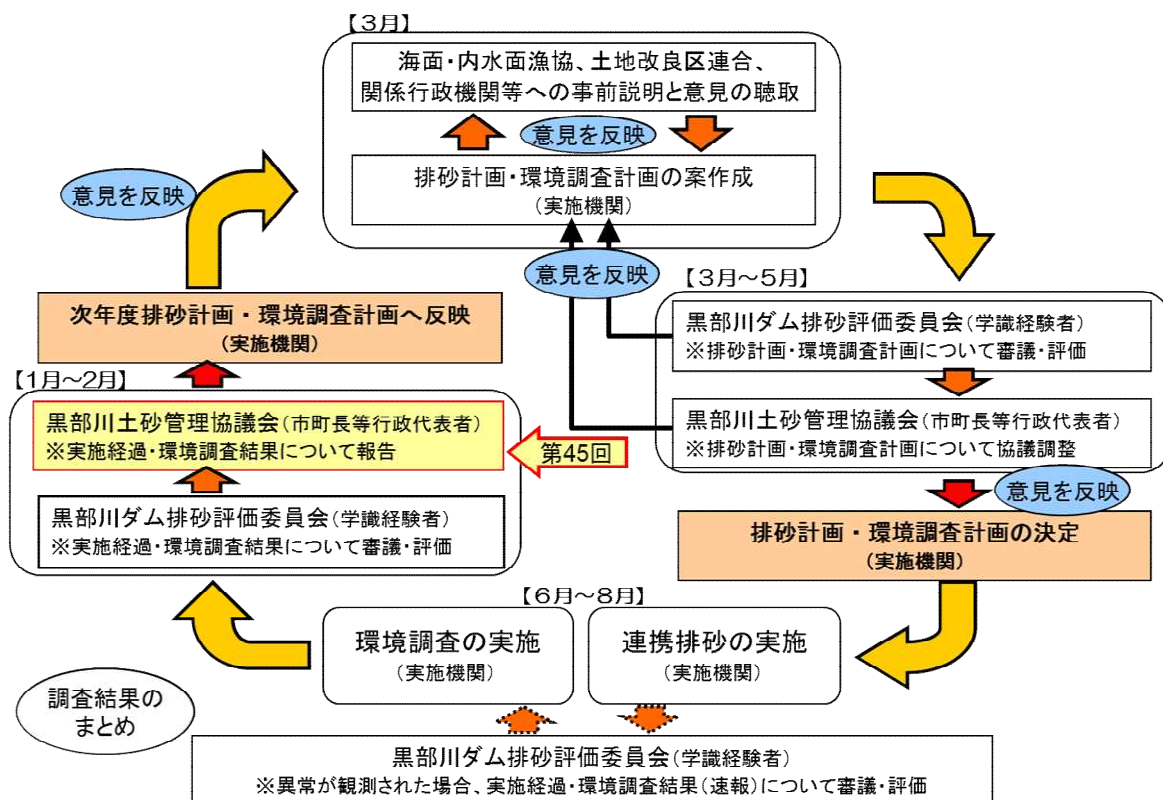 【3月】
海面・内水面漁協、土地改良区連合、
関係行政機関等への事前説明と意見の聴取
意見を反映
排砂計画・環境調査計画の案作成
(実施機関)
意見を反映
意見を反映
【3月～5月】
黒部川ダム排砂評価委員会(学識経験者)
※排砂計画・環境調査計画について審議・評価
黒部川土砂管理協議会(市町長等行政代表者)
※排砂計画・環境調査計画について協議調整
意見を反映
排砂計画・環境調査計画の決定
(実施機関)
【6月～8月】
連携排砂の実施
(実施機関)
環境調査の実施
(実施機関)
黒部川ダム排砂評価委員会(学識経験者)
※異常が観測された場合、実施経過・環境調査結果(速報)について審議・評価
調査結果の
まとめ
【1月～2月】
黒部川ダム排砂評価委員会(学識経験者)
※実施経過・環境調査結果について審議・評価
黒部川土砂管理協議会(市町長等行政代表者)
※実施経過・環境調査結果について報告
第45回
次年度排砂計画・環境調査計画へ反映
(実施機関)